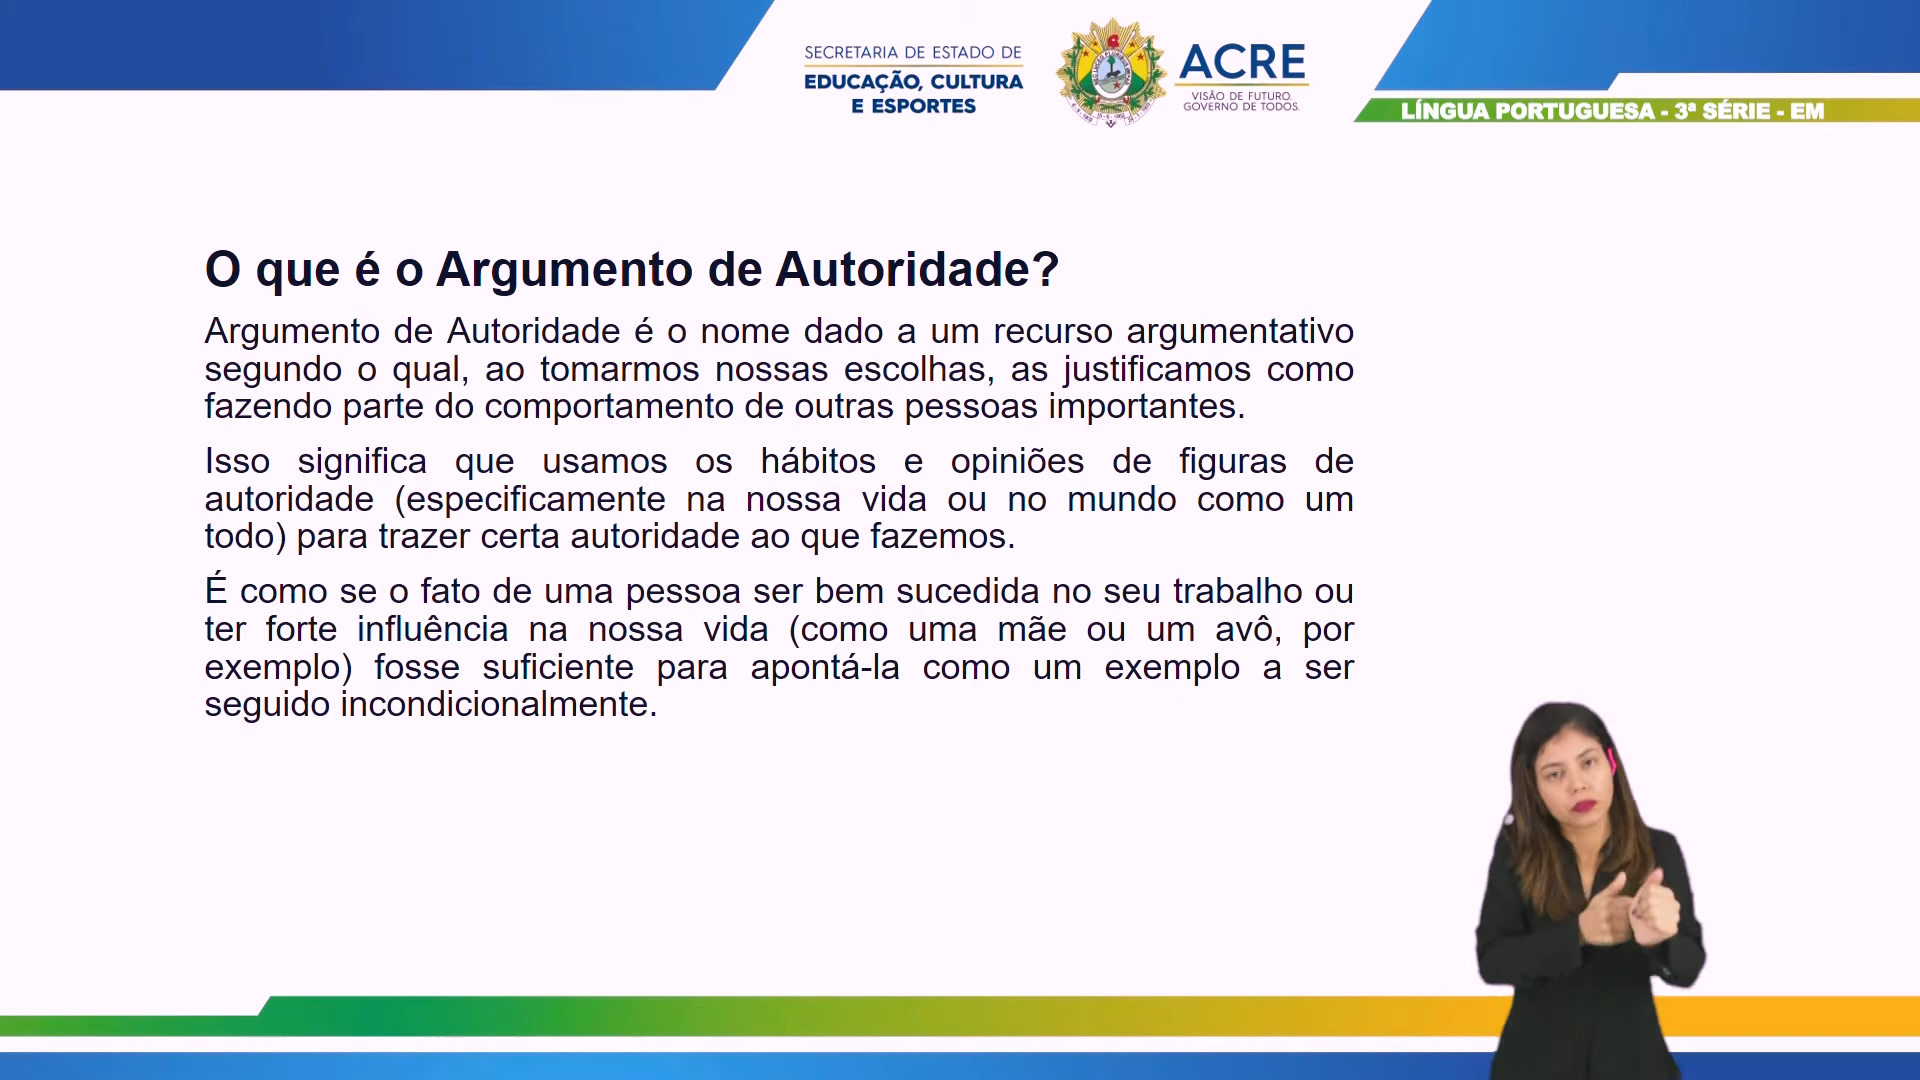 SECRETARIA DE ESTADO DE
EDUCAÇÃO, CULTURA
E ESPORTES
ACRE
VISÃO DE FUTURO.
GOVERNO DE TODOS.
LÍNGUA PORTUGUESA - 3ª SÉRIE - EM
O que é o Argumento de Autoridade?
Argumento de Autoridade é o nome dado a um recurso argumentativo
segundo o qual, ao tomarmos nossas escolhas, as justificamos como
fazendo parte do comportamento de outras pessoas importantes.
Isso significa que usamos os hábitos e opiniões de figuras de
autoridade (especificamente na nossa vida ou no mundo como um
todo) para trazer certa autoridade ao que fazemos.
É como se o fato de uma pessoa ser bem sucedida no seu trabalho ou
ter forte influência na nossa vida (como uma mãe ou um avô, por
exemplo) fosse suficiente para apontá-la como um exemplo a ser
seguido incondicionalmente.